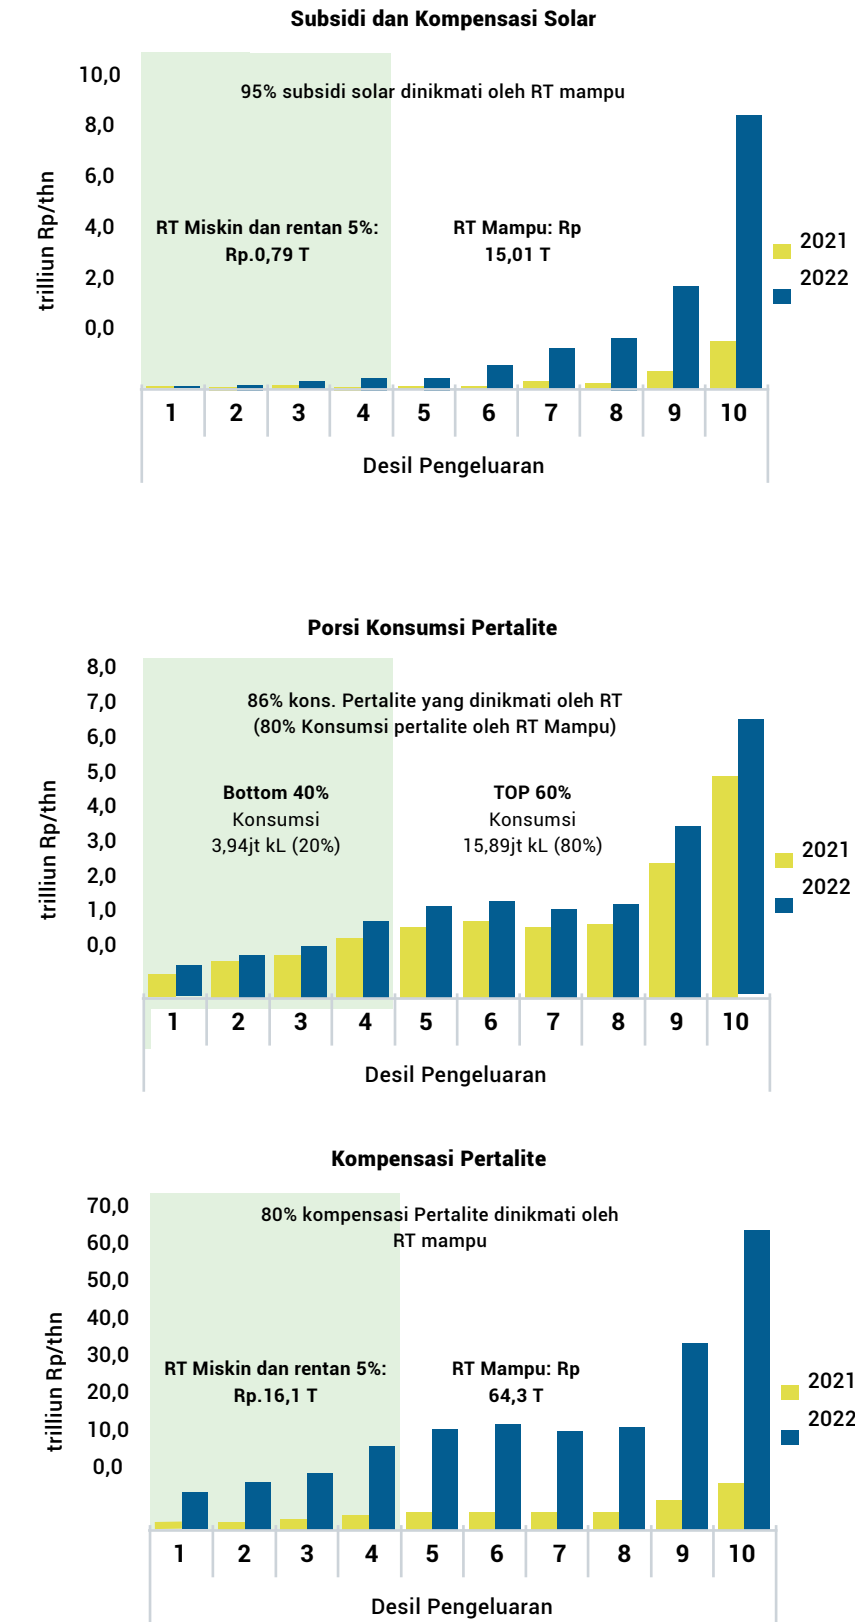 Subsidi dan Kompensasi Solar
10,0
8,0
6,0
4,0
2,0
0,0
trilliun Rp/thn
95% subsidi solar dinikmati oleh RT mampu
RT Miskin dan rentan 5%:
Rp.0,79 T
RT Mampu: Rp
15,01 T
2021
2022
1 2 3 4 5 6 7 8 9 10
Desil Pengeluaran
Porsi Konsumsi Pertalite
8,0
7,0
6,0
5,0
4,0
3,0
2,0
1,0
0,0
trilliun Rp/thn
86% kons. Pertalite yang dinikmati oleh RT
(80% Konsumsi pertalite oleh RT Mampu)
Bottom 40%
Konsumsi
3,94jt kL (20%)
TOP 60%
Konsumsi
15,89jt kL (80%)
2021
2022
1 2 3 4 5 6 7 8 9 10
Desil Pengeluaran
Kompensasi Pertalite
70,0
60,0
50,0
40,0
30,0
20,0
10,0
0,0
trilliun Rp/thn
80% kompensasi Pertalite dinikmati oleh
RT mampu
RT Miskin dan rentan 5%:
Rp.16,1 T
RT Mampu: Rp
64,3 T
2021
2022
1 2 3 4 5 6 7 8 9 10
Desil Pengeluaran